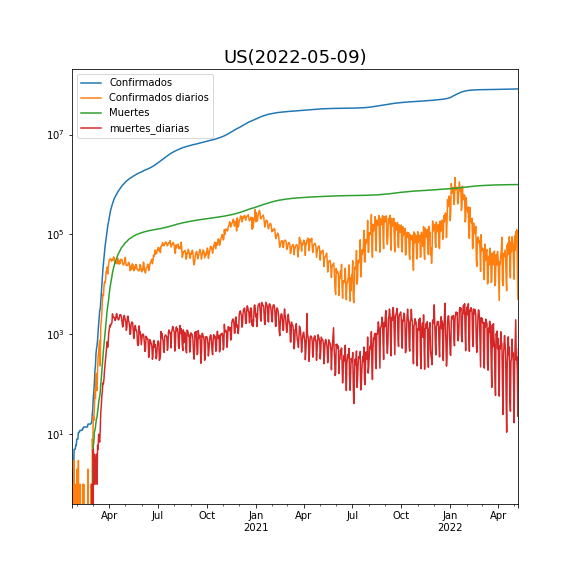 US(2022-05-09)
Confirmados
Confirmados diarios
Muertes
muertes_diarias
10^7
10^5
10^3
10^1
Apr Jul Oct Jan Apr Jul Oct Jan Apr
2021 2022